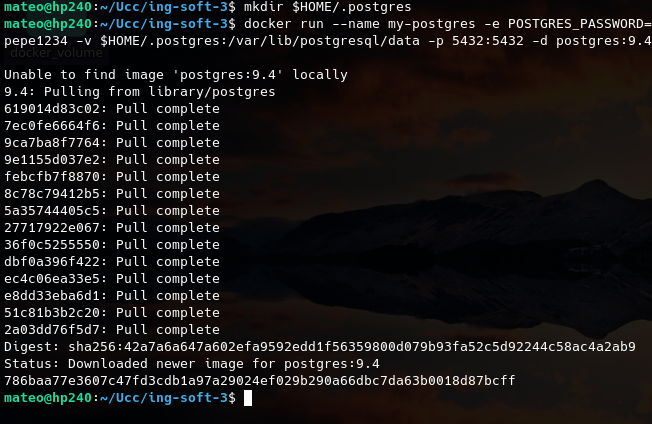 mateo@hp240:~/Ucc/ing-soft-3$ mkdir $HOME/.postgres
mateo@hp240:~/Ucc/ing-soft-3$ docker run --name my-postgres -e POSTGRES_PASSWORD=
pepe1234 -v $HOME/.postgres:/var/lib/postgresql/data -p 5432:5432 -d postgres:9.4
docker_volume
Unable to find image 'postgres:9.4' locally
9.4: Pulling from library/postgres
619014d83c02: Pull complete
7ec0fe6664f6: Pull complete
9ca7ba8f7764: Pull complete
9e1155d037e2: Pull complete
febcfb7f8870: Pull complete
8c78c79412b5: Pull complete
5a35744405c5: Pull complete
27717922e067: Pull complete
36f0c5255550: Pull complete
dbf0a396f422: Pull complete
ec4c06ea33e5: Pull complete
e8dd33eba6d1: Pull complete
51c81b3b2c20: Pull complete
2a03dd76f5d7: Pull complete
Digest: sha256:42a7a6a647a602efa9592edd1f56359800d079b93fa52c5d92244c58ac4a2ab9
Status: Downloaded newer image for postgres:9.4
786baa77e3607c47fd3cdb1a97a29024ef029b290a66dbc7da63b0018d87bcff
mateo@hp240:~/Ucc/ing-soft-3$